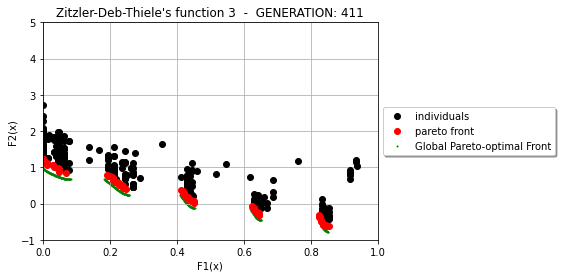 Zitzler-Deb-Thiele's function 3 - GENERATION: 411
5
4
3
2
1
0
−1
F2(x)
0.0 0.2 0.4 0.6 0.8 1.0
F1(x)
individuals
pareto front
Global Pareto-optimal Front